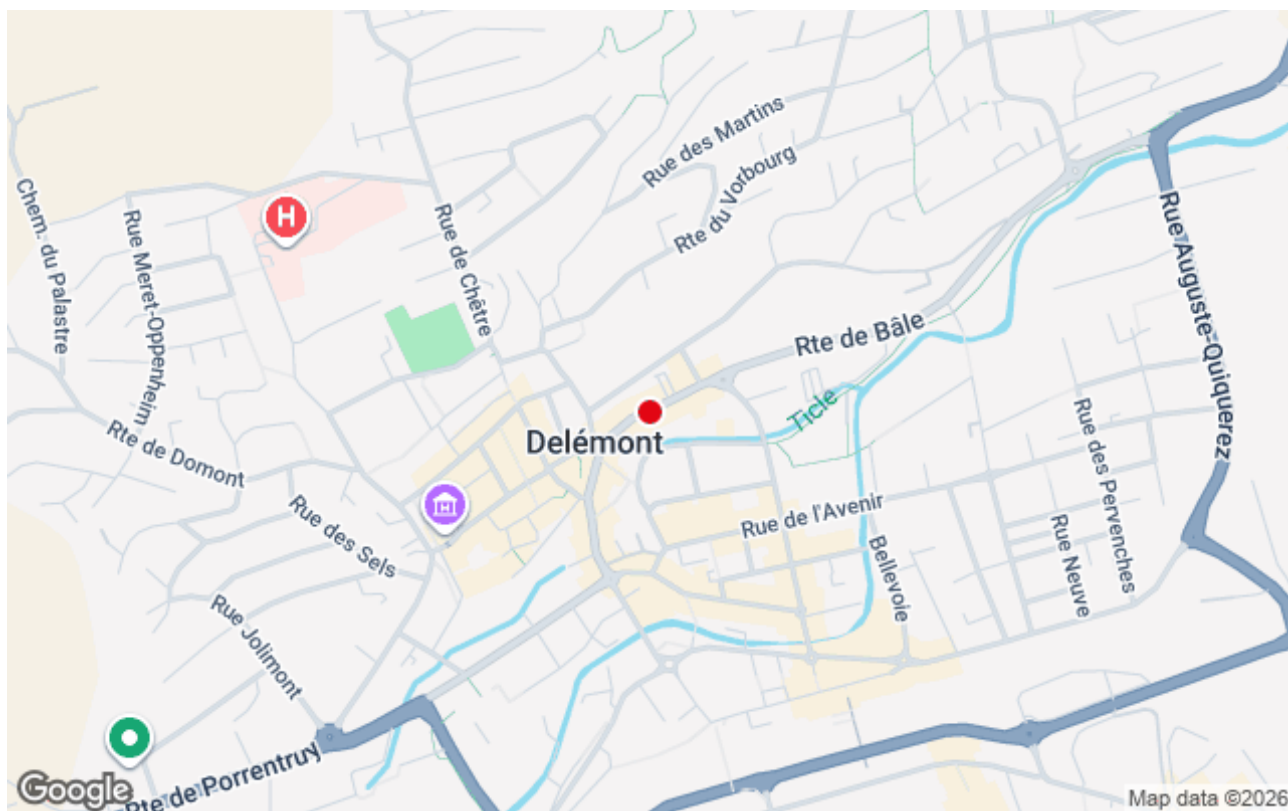 Rue des Martins
Rte du Vorbourg
Chem. du Palastre
Rue Meret-Oppenheim
H
Rue de Chêtre
Rue Auguste-Quiquerez
Rte de Bâle
Ticle
Delémont
Rte de Domont
Rue des Sels
Rue de l'Avenir
Rue des Pervenches
Rue Neuve
Bellevoie
Rue Jolimont
Rte de Porrentruy
Google
Map data ©2026